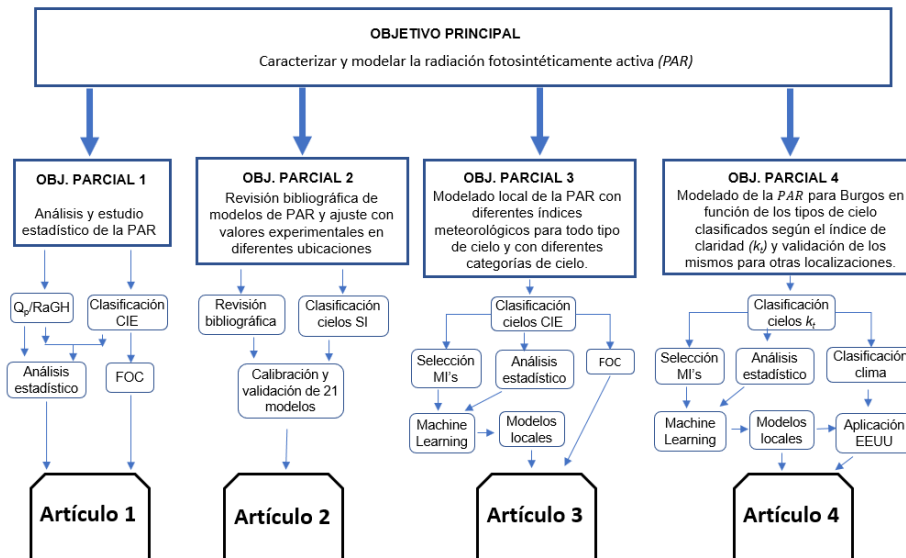 OBJETIVO PRINCIPAL
Caracterizar y modelar la radiación fotosintéticamente activa (PAR)
OBJ. PARCIAL 1
Análisis y estudio
estadístico de la PAR
Qp/RaGH
Clasificación
CIE
Análisis
estadístico
FOC
Artículo 1
OBJ. PARCIAL 2
Revisión bibliográfica de
modelos de PAR y ajuste con
valores experimentales en
diferentes ubicaciones
Revisión
bibliográfica
Clasificación
cielos SI
Calibración y
validación de 21
modelos
Artículo 2
OBJ. PARCIAL 3
Modelado local de la PAR con
diferentes índices
meteorológicos para todo tipo
de cielo y con diferentes
categorías de cielo.
Clasificación
cielos CIE
Selección
MI's
Análisis
estadístico
FOC
Machine
Learning
Modelos
locales
Artículo 3
OBJ. PARCIAL 4
Modelado de la PAR para Burgos en
función de los tipos de cielo
clasificados según el índice de
claridad (kt) y validación de los
mismos para otras localizaciones.
Clasificación
cielos kt
Selección
MI's
Análisis
estadístico
Clasificación
clima
Machine
Learning
Modelos
locales
Aplicación
EEUU
Artículo 4